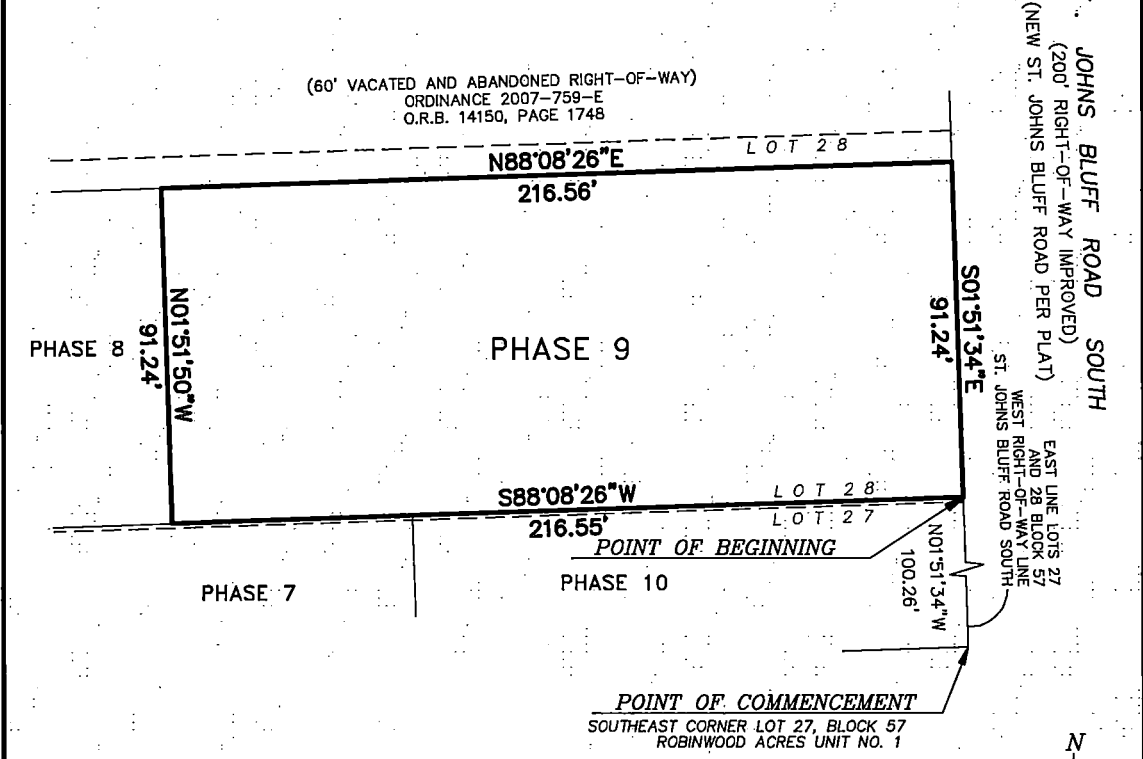 (60' VACATED AND ABANDONED RIGHT-OF-WAY)
ORDINANCE 2007-759-E
O.R.B. 14150, PAGE 1748
JOHNS BLUFF ROAD SOUTH
(200' RIGHT-OF-WAY IMPROVED)
(NEW ST. JOHNS BLUFF ROAD PER PLAT)
LOT 28
N88°08'26"E
216.56'
PHASE 8
N01°51'50"W
91.24'
PHASE 9
S01°51'34"E
91.24'
EAST LINE LOTS 27
AND 28 BLOCK 57
WEST RIGHT-OF-WAY LINE
ST. JOHNS BLUFF ROAD SOUTH
S88°08'26"W
216.55'
LOT 28
LOT 27
POINT OF BEGINNING
N01°51'34"W
100.26'
PHASE 7
PHASE 10
POINT OF COMMENCEMENT
SOUTHEAST CORNER LOT 27, BLOCK 57
ROBINWOOD ACRES UNIT NO. 1
N